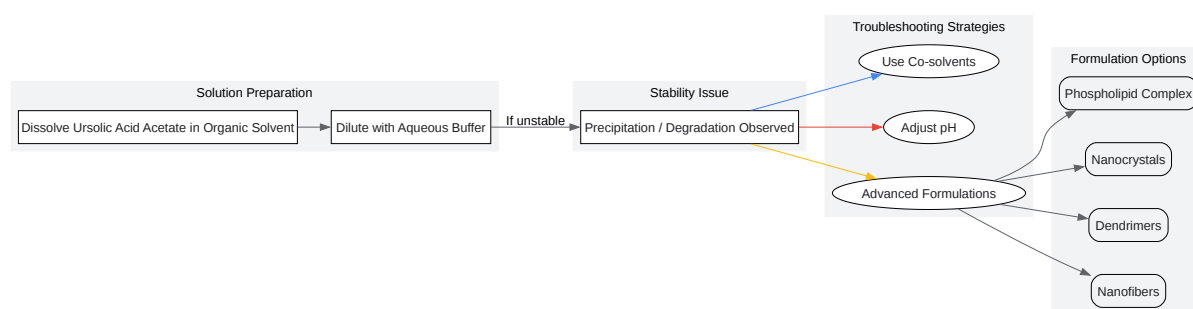 Solution Preparation
Dissolve Ursolic Acid Acetate in Organic Solvent
Dilute with Aqueous Buffer
If unstable
Stability Issue
Precipitation / Degradation Observed
Troubleshooting Strategies
Use Co-solvents
Adjust pH
Advanced Formulations
Formulation Options
Phospholipid Complex
Nanocrystals
Dendrimers
Nanofibers